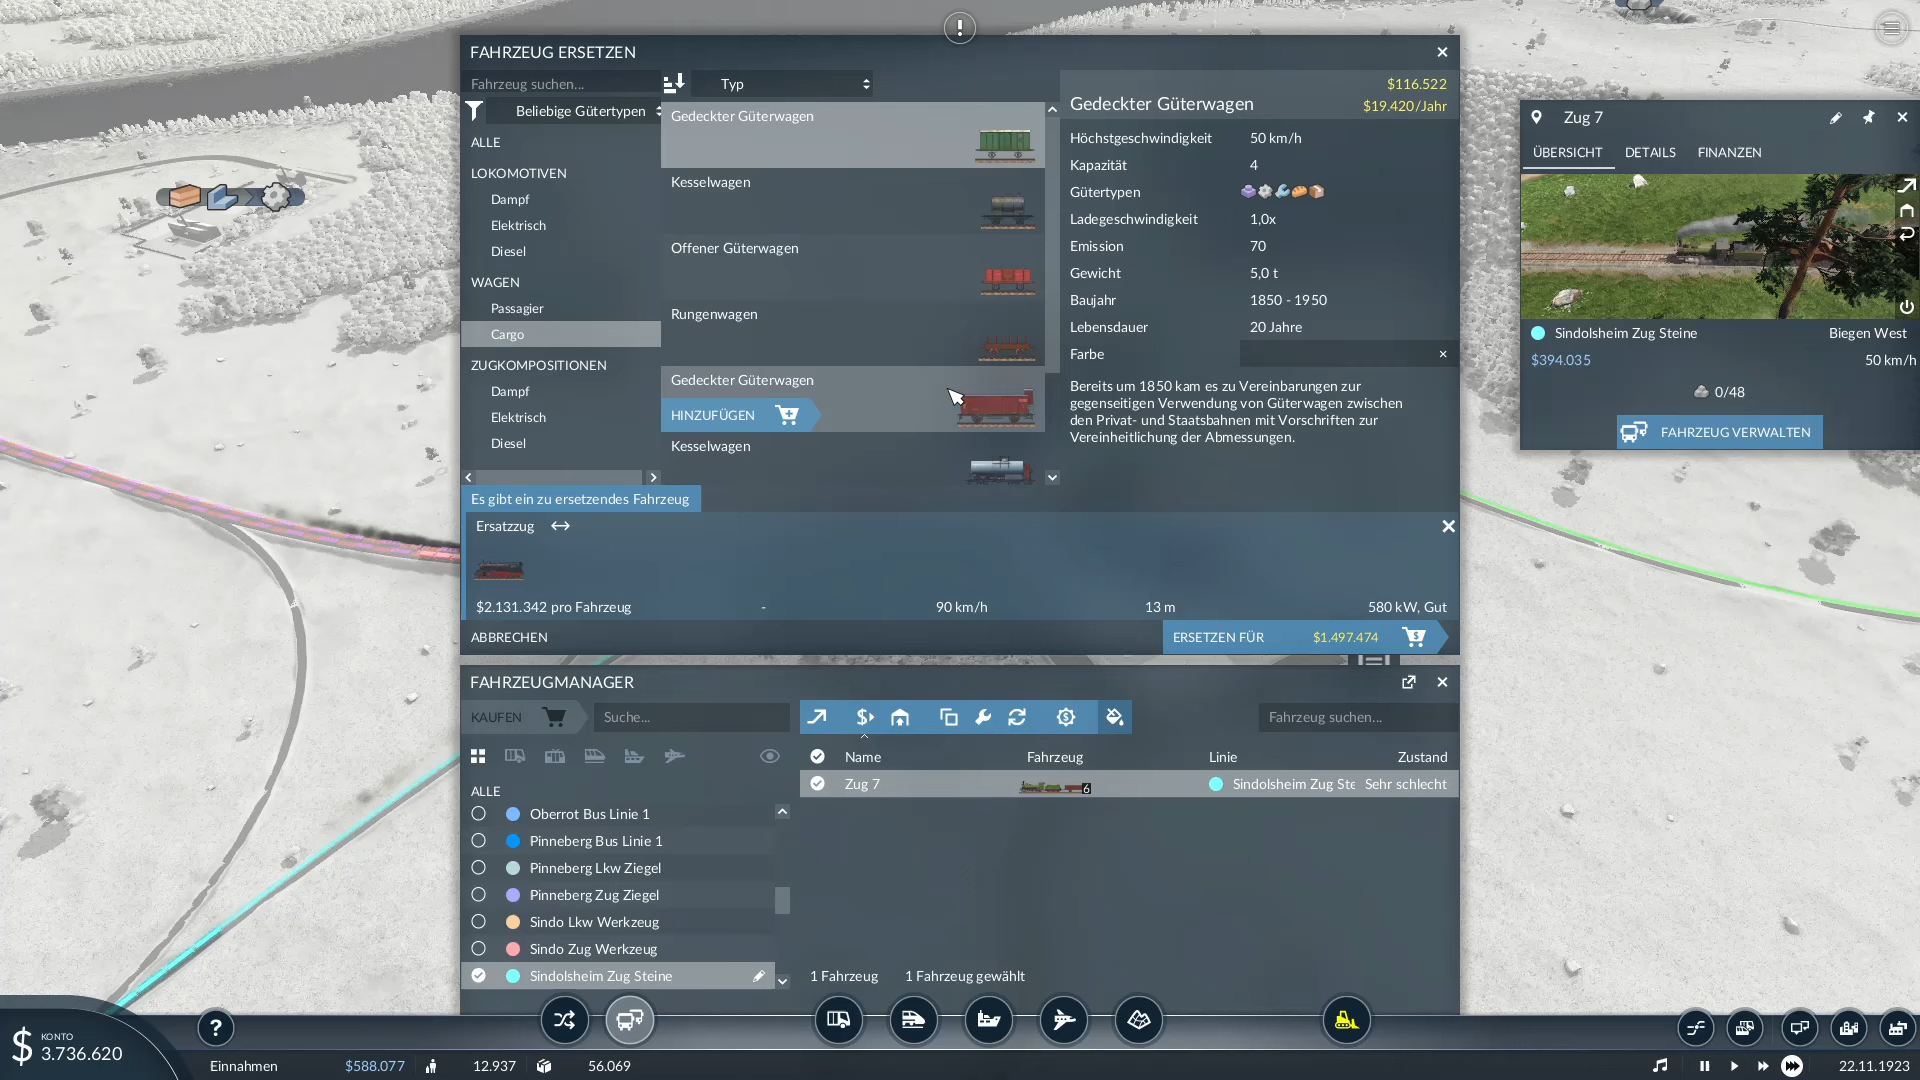 FAHRZEUG ERSETZEN
Fahrzeug suchen...
Typ
Beliebige Gütertypen
ALLE
LOKOMOTIVEN
Dampf
Elektrisch
Diesel
WAGEN
Passagier
Cargo
ZUGKOMPOSITIONEN
Dampf
Elektrisch
Diesel
Gedeckter Güterwagen
Kesselwagen
Offener Güterwagen
Rungenwagen
Gedeckter Güterwagen
HINZUFÜGEN
Kesselwagen
$116.522
Gedeckter Güterwagen
$19.420/Jahr
Höchstgeschwindigkeit 50 km/h
Kapazität 4
Gütertypen
Ladegeschwindigkeit 1,0x
Emission 70
Gewicht 5,0 t
Baujahr 1850 - 1950
Lebensdauer 20 Jahre
Farbe
Bereits um 1850 kam es zu Vereinbarungen zur
gegenseitigen Verwendung von Güterwagen zwischen
den Privat- und Staatsbahnen mit Vorschriften zur
Vereinheitlichung der Abmessungen.
Es gibt ein zu ersetzendes Fahrzeug
Ersatzzug
$2.131.342 pro Fahrzeug - 90 km/h 13 m 580 kW, Gut
ABBRECHEN
ERSETZEN FÜR $1.497.474
Zug 7
ÜBERSICHT DETAILS FINANZEN
Sindolsheim Zug Steine Biegen West
$394.035 50 km/h
0/48
FAHRZEUG VERWALTEN
FAHRZEUGMANAGER
KAUFEN
Suche...
Fahrzeug suchen...
ALLE
Oberrot Bus Linie 1
Pinneberg Bus Linie 1
Pinneberg Lkw Ziegel
Pinneberg Zug Ziegel
Sindo Lkw Werkzeug
Sindo Zug Werkzeug
Sindolsheim Zug Steine
Name Fahrzeug Linie Zustand
Zug 7 6 Sindolsheim Zug Ste Sehr schlecht
1 Fahrzeug 1 Fahrzeug gewählt
?
$ KONTO
3.736.620
Einnahmen $588.077 12.937 56.069
22.11.1923